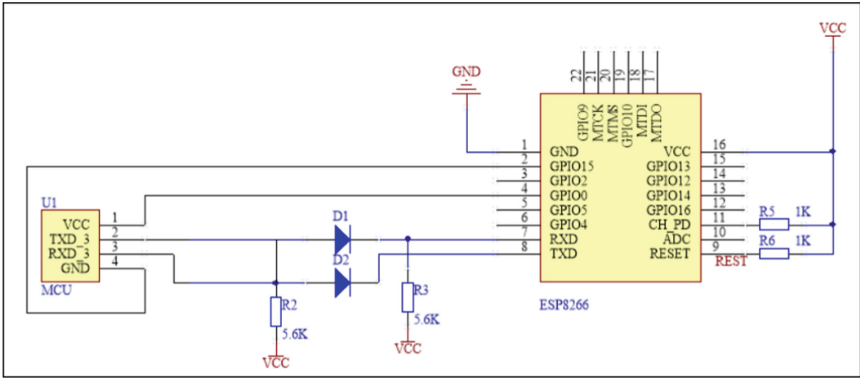 VCC
GND
22 21 20 19 18 17
GPIO9 MTCK MTMS GPIO10 MTDI MTDO
1 GND VCC 16
2 GPIO15 GPIO13 15
3 GPIO2 GPIO12 14
4 GPIO0 GPIO14 13
5 GPIO5 GPIO16 12
6 GPIO4 CH_PD 11 R5 1K
7 RXD ADC 10
8 TXD RESET 9 R6 1K
REST
ESP8266
U1
VCC 1
TXD_3 2
RXD_3 3
GND 4
MCU
D1
D2
R2
5.6K
VCC
R3
5.6K
VCC